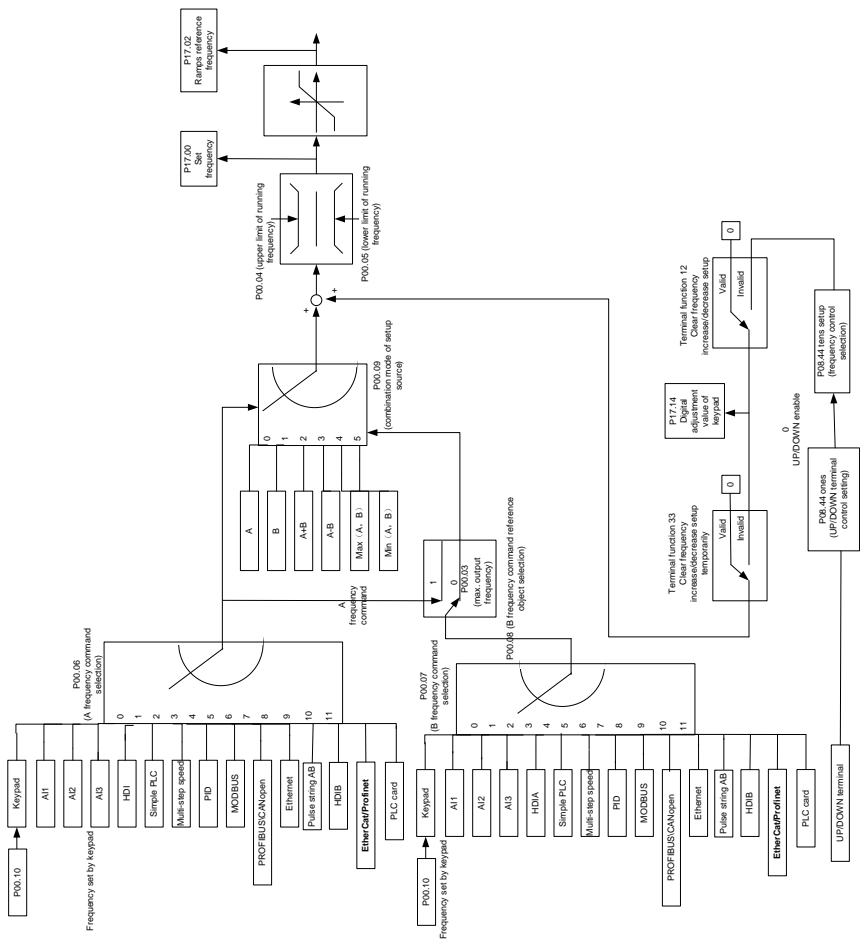 P00.10
Frequency set by keypad
Keypad
AI1
AI2
AI3
HDI
Simple PLC
Multi-step speed
PID
MODBUS
PROFIBUS\CANopen
Ethernet
Pulse string AB
HDIB
EtherCat/Profinet
PLC card
0
1
2
3
4
5
6
7
8
9
10
11
P00.06
(A frequency command
selection)
A
frequency
command
P00.10
Frequency set by keypad
Keypad
AI1
AI2
AI3
HDIA
Simple PLC
Multi-step speed
PID
MODBUS
PROFIBUS\CANopen
Ethernet
Pulse string AB
HDIB
EtherCat/Profinet
PLC card
0
1
2
3
4
5
6
7
8
9
10
11
P00.07
(B frequency command
selection)
1
0
P00.03
(max. output
frequency)
P00.08 (B frequency command reference
object selection)
A
B
A+B
A-B
Max（A，B）
Min（A，B）
0
1
2
3
4
5
P00.09
(combination mode of setup
source)
+
+
P00.04 (upper limit of running
frequency)
P00.05 (lower limit of running
frequency)
P17.00
Set
frequency
P17.02
Ramps reference
frequency
UP/DOWN terminal
P08.44 ones
(UP/DOWN terminal
control setting)
0
UP/DOWN enable
P08.44 tens setup
(frequency control
selection)
Terminal function 33
Clear frequency
increase/decrease setup
temporarily
Valid
Invalid
0
P17.14
Digital
adjustment
value of
keypad
Terminal function 12
Clear frequency
increase/decrease setup
Valid
Invalid
0